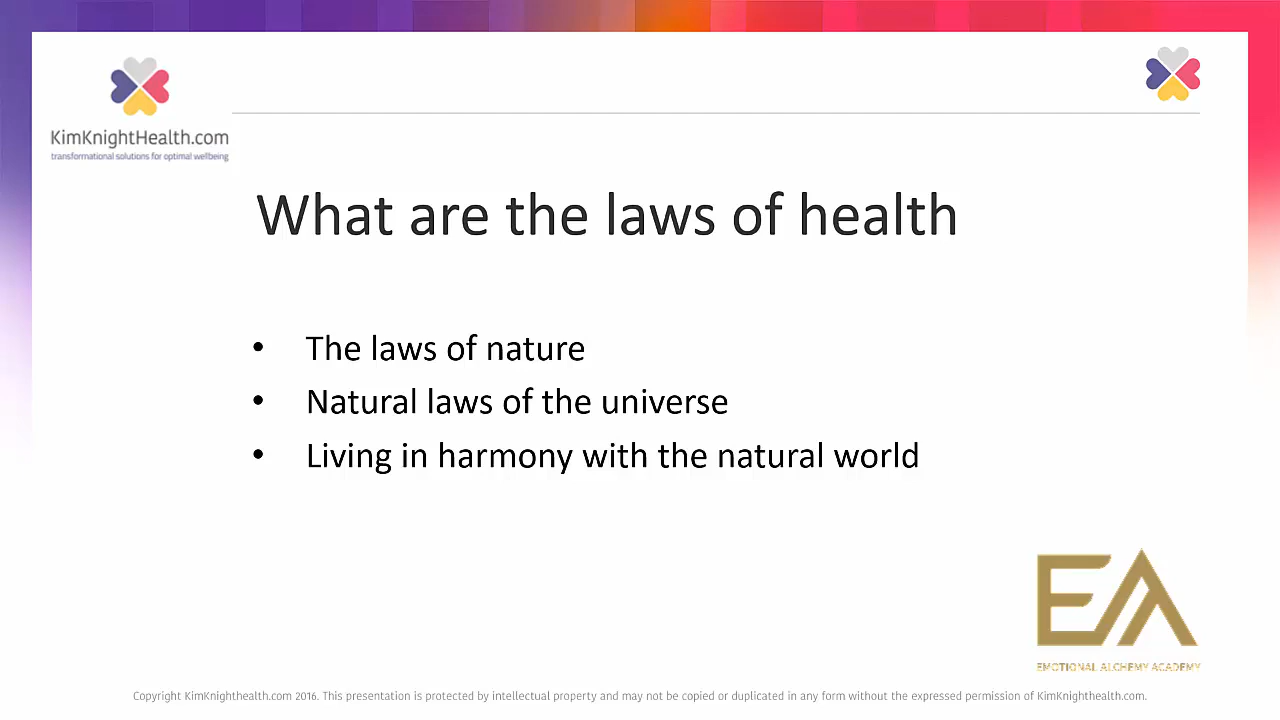 KimKnightHealth.com
transformational solutions for optimal wellbeing
What are the laws of health
• The laws of nature
• Natural laws of the universe
• Living in harmony with the natural world
EA
EMOTIONAL ALCHEMY ACADEMY
Copyright KimKnighthealth.com 2016. This presentation is protected by intellectual property and may not be copied or duplicated in any form without the expressed permission of KimKnighthealth.com.